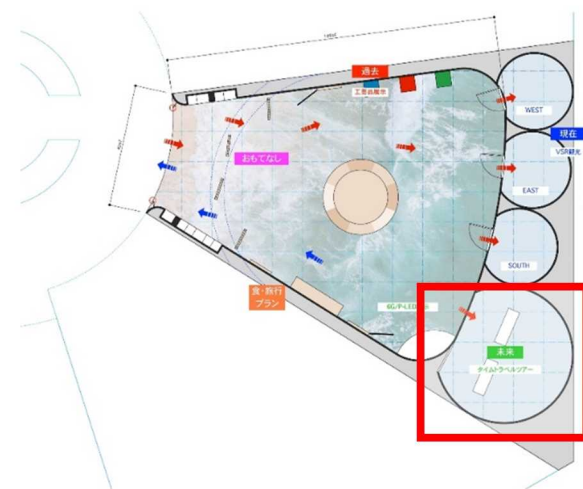 過去
工芸品展示
WEST
現在
VSR観光
おもてなし
EAST
SOUTH
食・旅行
プラン
未来
タイムトラベルツアー